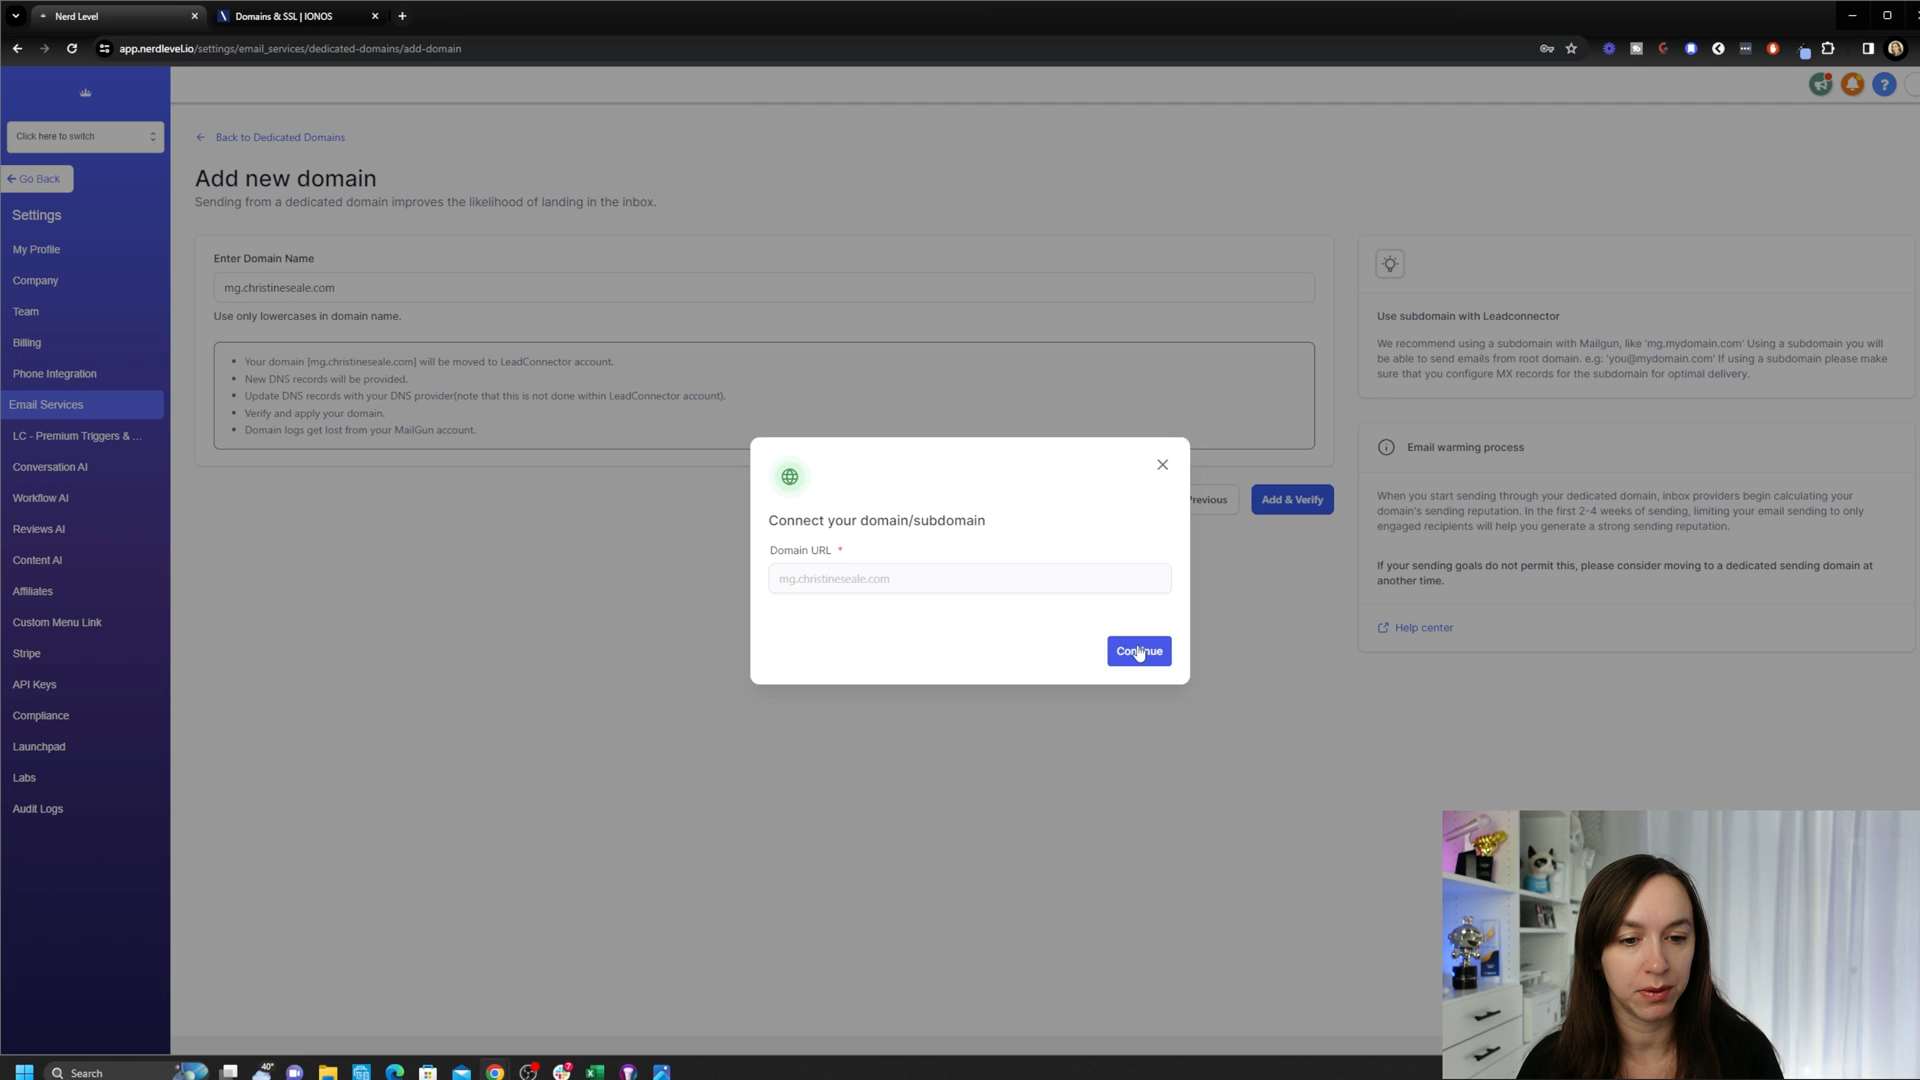 Nerd Level
Domains & SSL | IONOS
app.nerdlevel.io/settings/email_services/dedicated-domains/add-domain
Click here to switch
Go Back
Settings
My Profile
Company
Team
Billing
Phone Integration
Email Services
LC - Premium Triggers & ...
Conversation AI
Workflow AI
Reviews AI
Content AI
Affiliates
Custom Menu Link
Stripe
API Keys
Compliance
Launchpad
Labs
Audit Logs
Back to Dedicated Domains
Add new domain
Sending from a dedicated domain improves the likelihood of landing in the inbox.
Enter Domain Name
mg.christineseale.com
Use only lowercases in domain name.
Your domain [mg.christineseale.com] will be moved to LeadConnector account.
New DNS records will be provided.
Update DNS records with your DNS provider(note that this is not done within LeadConnector account).
Verify and apply your domain.
Domain logs get lost from your MailGun account.
Add & Verify
Connect your domain/subdomain
Domain URL *
mg.christineseale.com
Continue
Use subdomain with Leadconnector
We recommend using a subdomain with Mailgun, like 'mg.mydomain.com' Using a subdomain you will
be able to send emails from root domain. e.g: 'you@mydomain.com' If using a subdomain please make
sure that you configure MX records for the subdomain for optimal delivery.
Email warming process
When you start sending through your dedicated domain, inbox providers begin calculating your
domain's sending reputation. In the first 2-4 weeks of sending, limiting your email sending to only
engaged recipients will help you generate a strong sending reputation.
If your sending goals do not permit this, please consider moving to a dedicated sending domain at
another time.
Help center
40°
Search